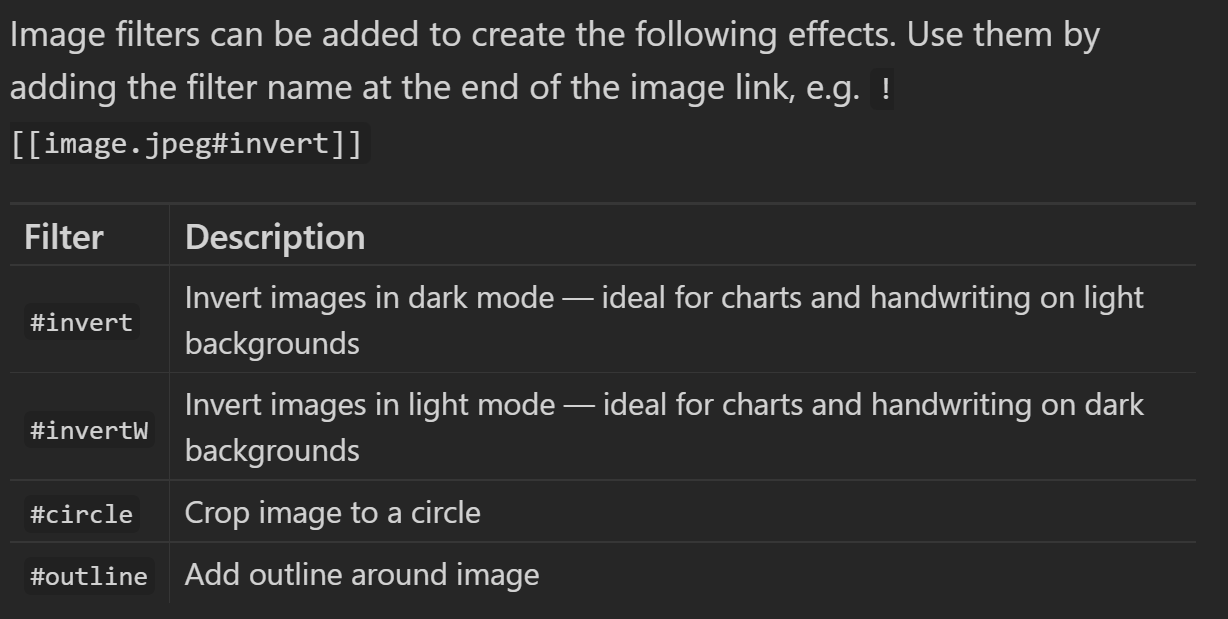 Image filters can be added to create the following effects. Use them by
adding the filter name at the end of the image link, e.g. !
[[image.jpeg#invert]]
Filter Description
#invert Invert images in dark mode — ideal for charts and handwriting on light
backgrounds
#invertW Invert images in light mode — ideal for charts and handwriting on dark
backgrounds
#circle Crop image to a circle
#outline Add outline around image